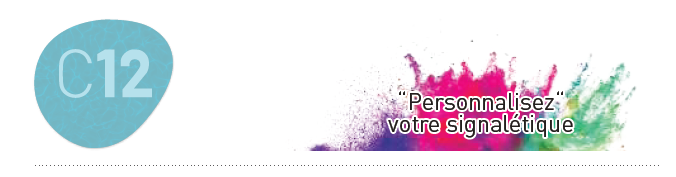 C12
“Personnalisez“
votre signalétique